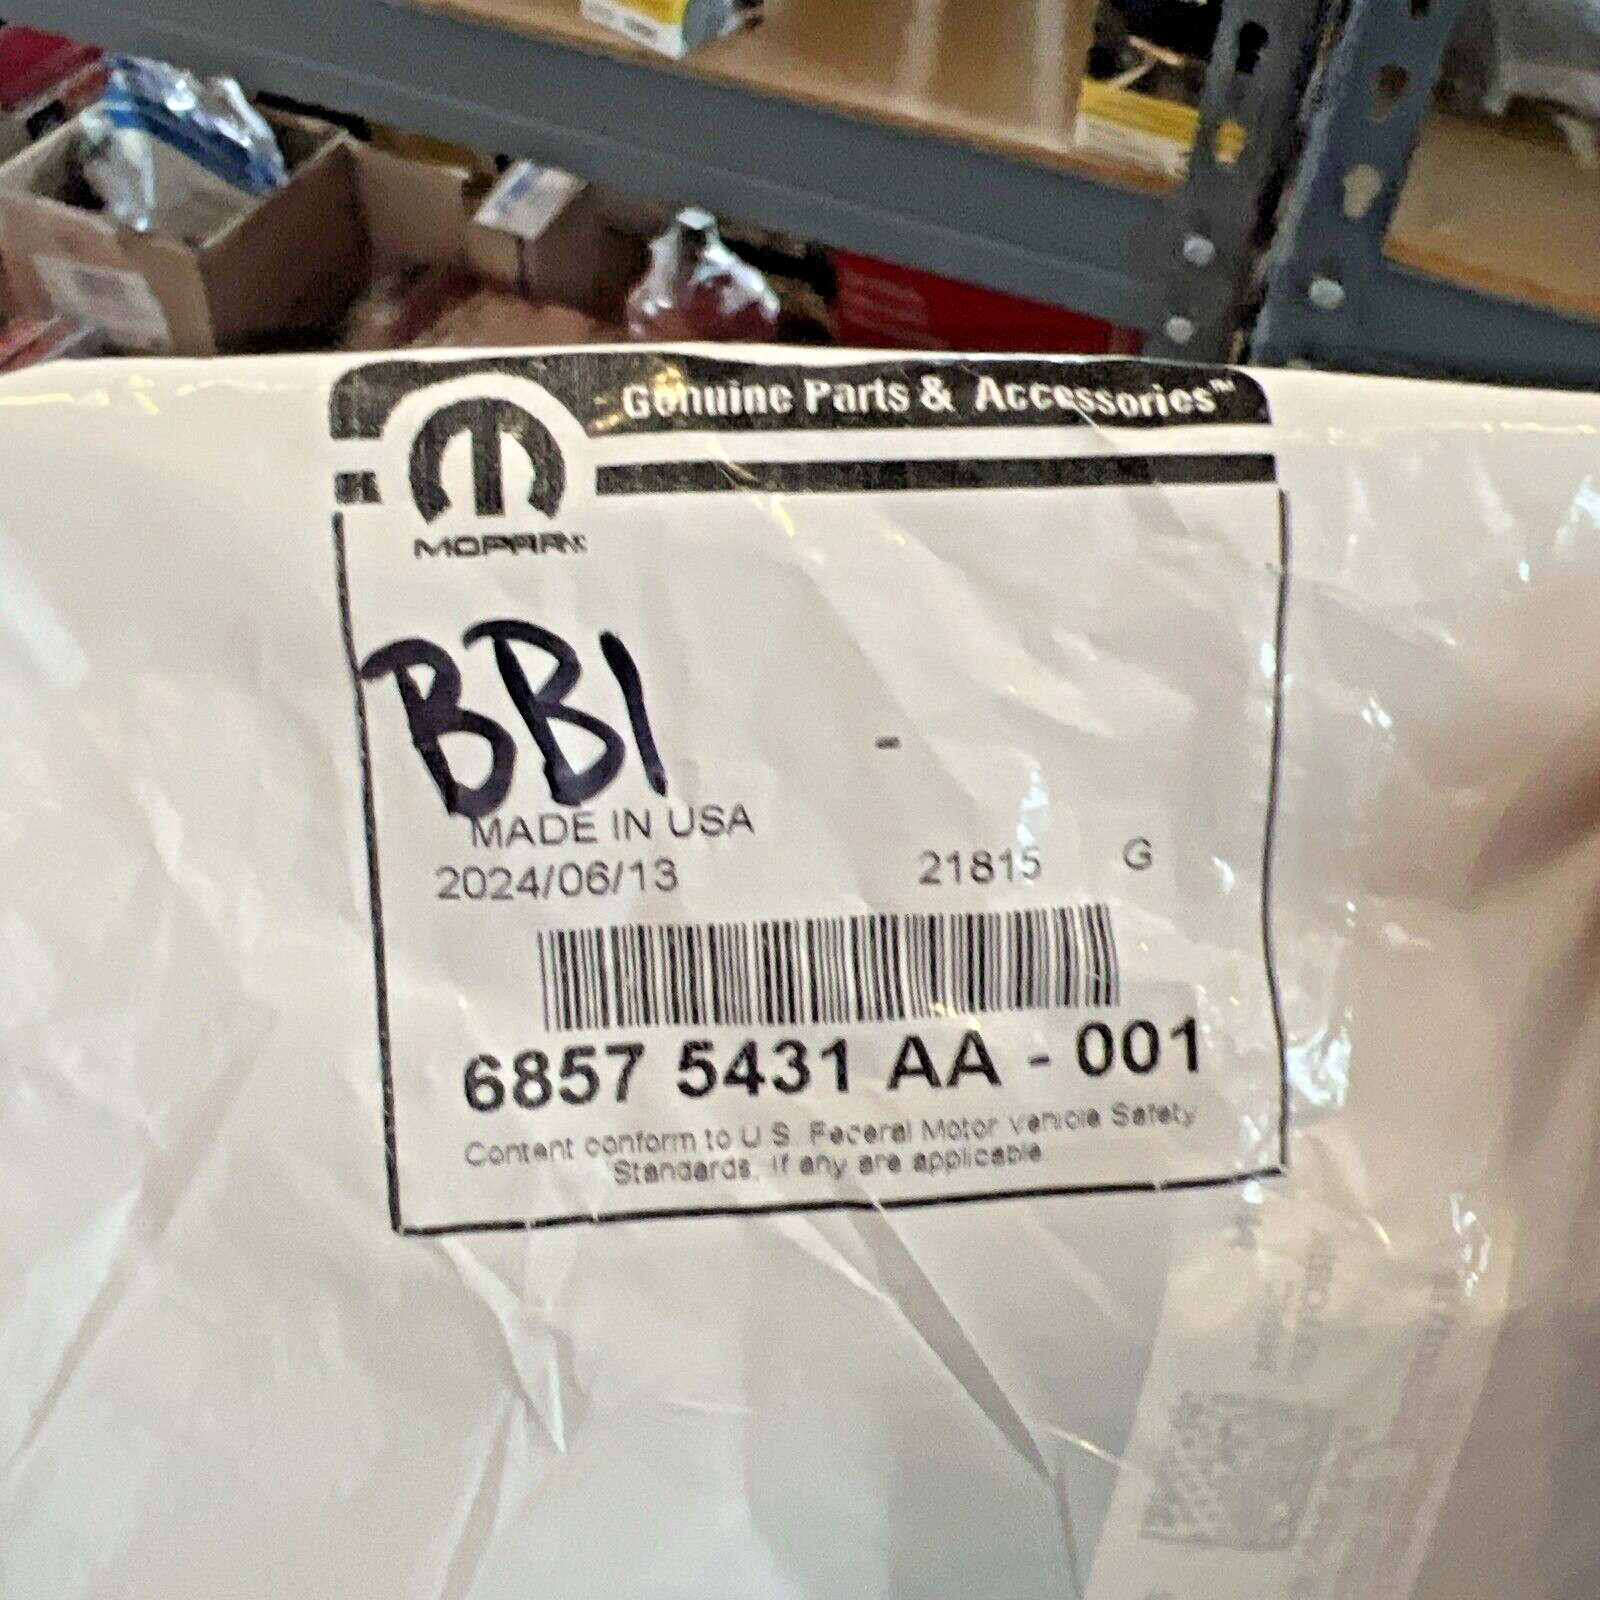 Genuine Parts & Accessories™
MOPAR
BB1
-
MADE IN USA
2024/06/13 21815 G
6857 5431 AA - 001
Content conform to U.S. Federal Motor Vehicle Safety
Standards, If any are applicable